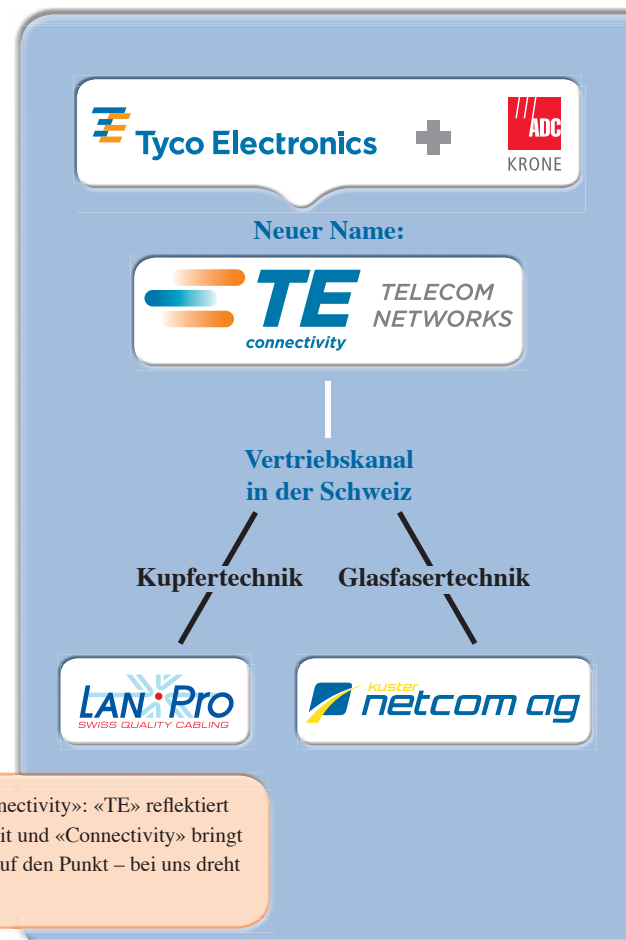 Tyco Electronics
ADC
KRONE
Neuer Name:
TE TELECOM
connectivity NETWORKS
Vertriebskanal
in der Schweiz
Kupfertechnik Glasfasertechnik
LAN Pro
SWISS QUALITY CABLING
kuster
netcom ag
nectivity»: «TE» reflektiert
it und «Connectivity» bringt
uf den Punkt – bei uns dreht